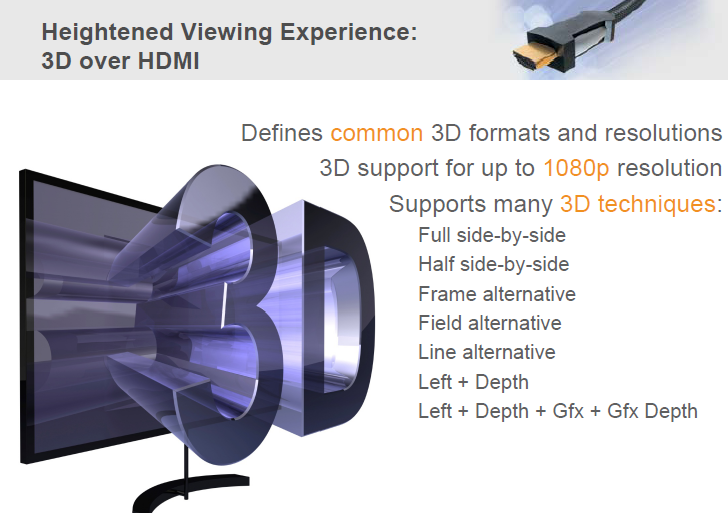 Heightened Viewing Experience:
3D over HDMI
Defines common 3D formats and resolutions
3D support for up to 1080p resolution
Supports many 3D techniques:
Full side-by-side
Half side-by-side
Frame alternative
Field alternative
Line alternative
Left + Depth
Left + Depth + Gfx + Gfx Depth
3D